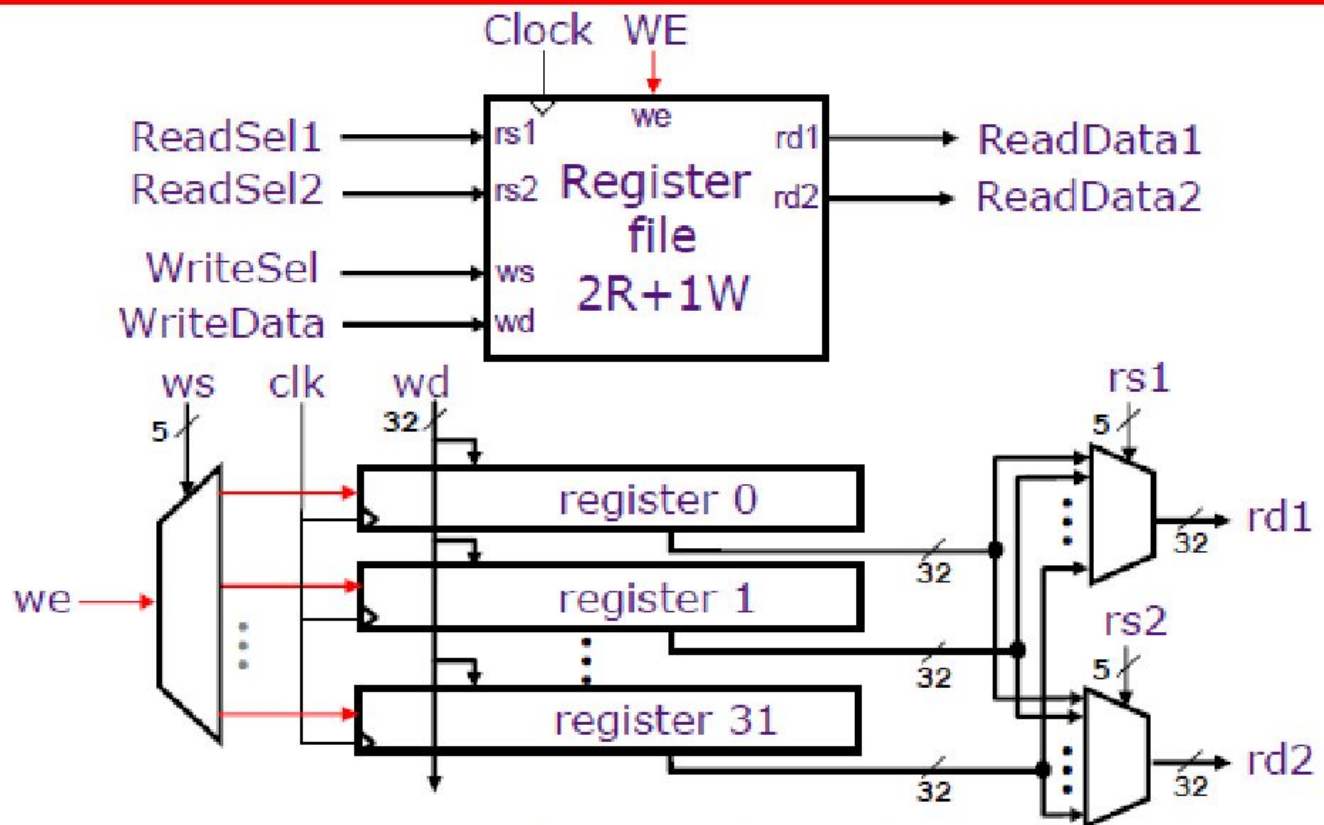 Clock WE
ReadSel1
ReadSel2
WriteSel
WriteData
rs1
rs2
ws
wd
we
Register
file
2R+1W
rd1
rd2
ReadData1
ReadData2
ws clk wd rs1
5 32 5
register 0
32
rd1
32
we
register 1
32
rs2
5
register 31
32
rd2
32